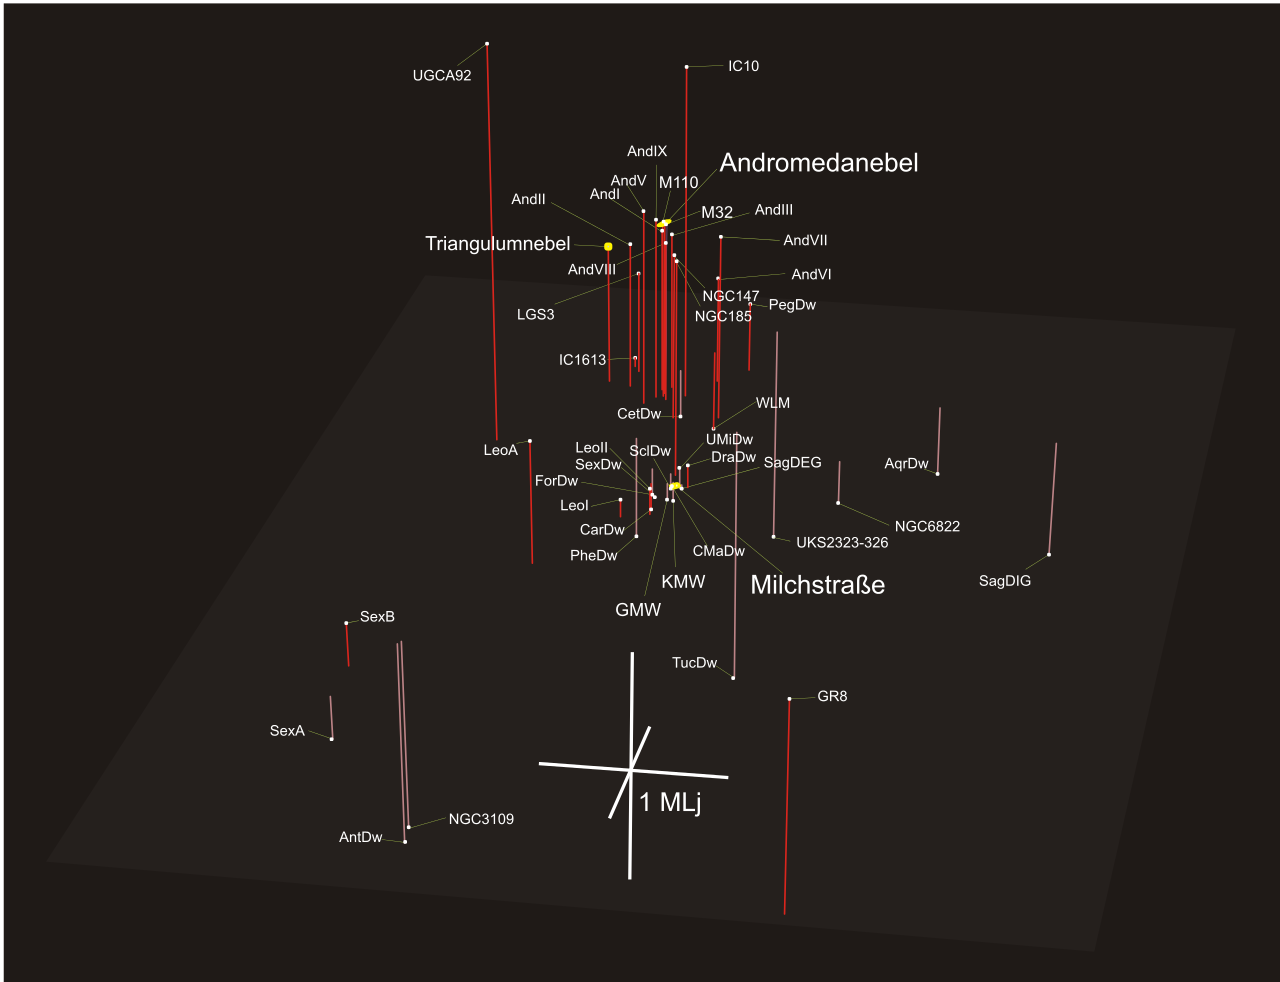 UGCA92
IC10
AndIX
Andromedanebel
AndV
M110
AndI
AndII
M32
AndIII
Triangulumnebel
AndVII
AndVIII
AndVI
NGC147
PegDw
LGS3
NGC185
IC1613
WLM
CetDw
UMiDw
LeoA
LeoII
SclDw
DraDw
SexDw
SagDEG
AqrDw
ForDw
LeoI
NGC6822
CarDw
UKS2323-326
PheDw
CMaDw
KMW
Milchstraße
SagDIG
GMW
SexB
TucDw
GR8
SexA
1 MLj
NGC3109
AntDw